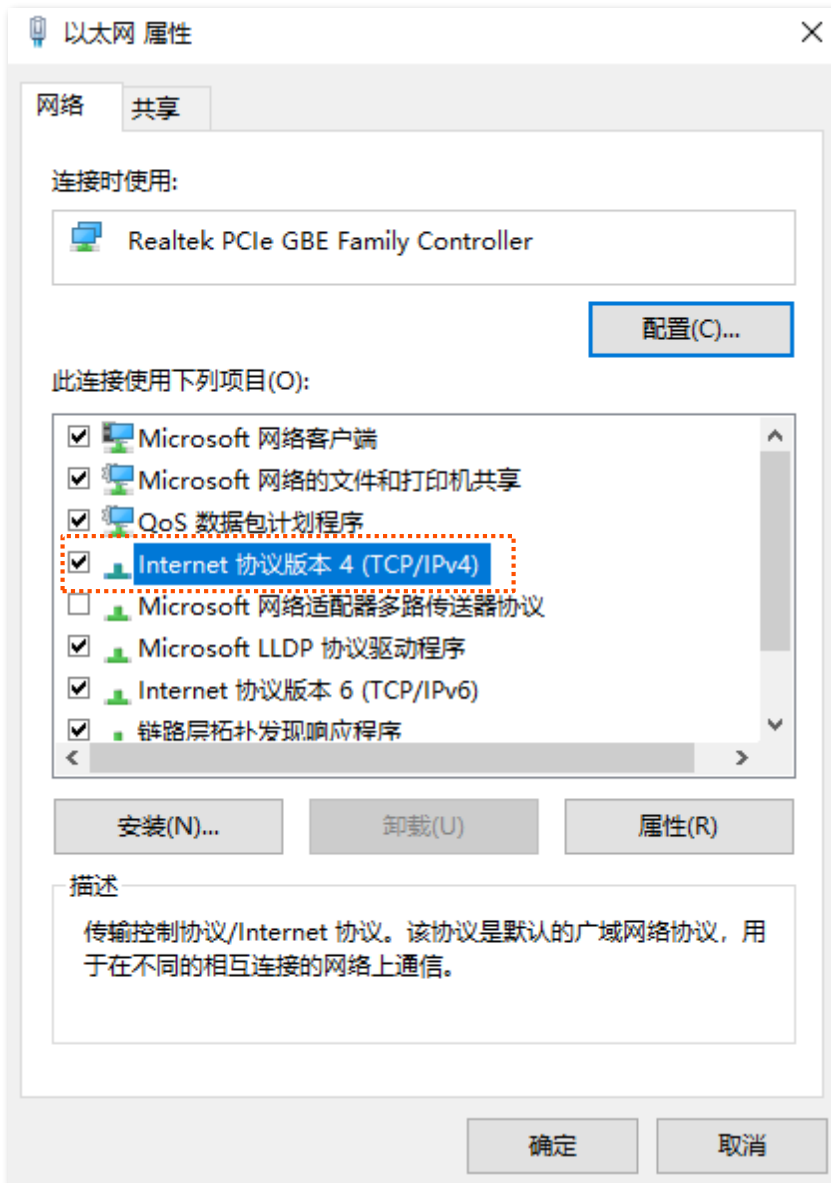 以太网 属性
网络
共享
连接时使用:
Realtek PCIe GBE Family Controller
配置(C)...
此连接使用下列项目(O):
Microsoft 网络客户端
Microsoft 网络的文件和打印机共享
QoS 数据包计划程序
Internet 协议版本 4 (TCP/IPv4)
Microsoft 网络适配器多路传送器协议
Microsoft LLDP 协议驱动程序
Internet 协议版本 6 (TCP/IPv6)
链路层拓扑发现响应程序
安装(N)...
卸载(U)
属性(R)
描述
传输控制协议/Internet 协议。该协议是默认的广域网络协议，用
于在不同的相互连接的网络上通信。
确定
取消